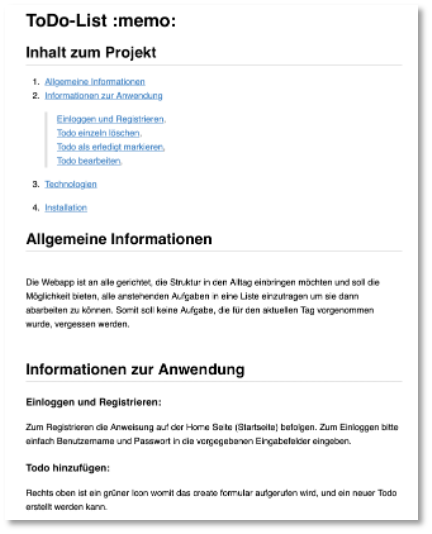 ToDo-List :memo:
Inhalt zum Projekt
1. Allgemeine Informationen
2. Informationen zur Anwendung
Einloggen und Registrieren.
Todo einzeln löschen.
Todo als erledigt markieren.
Todo bearbeiten.
3. Technologien
4. Installation
Allgemeine Informationen
Die Webapp ist an alle gerichtet, die Struktur in den Alltag einbringen möchten und soll die
Möglichkeit bieten, alle anstehenden Aufgaben in eine Liste einzutragen um sie dann
abarbeiten zu können. Somit soll keine Aufgabe, die für den aktuellen Tag vorgenommen
wurde, vergessen werden.
Informationen zur Anwendung
Einloggen und Registrieren:
Zum Registrieren die Anweisung auf der Home Seite (Startseite) befolgen. Zum Einloggen bitte
einfach Benutzername und Passwort in die vorgegebenen Eingabefelder eingeben.
Todo hinzufügen:
Rechts oben ist ein grüner Icon womit das create formular aufgerufen wird, und ein neuer Todo
erstellt werden kann.